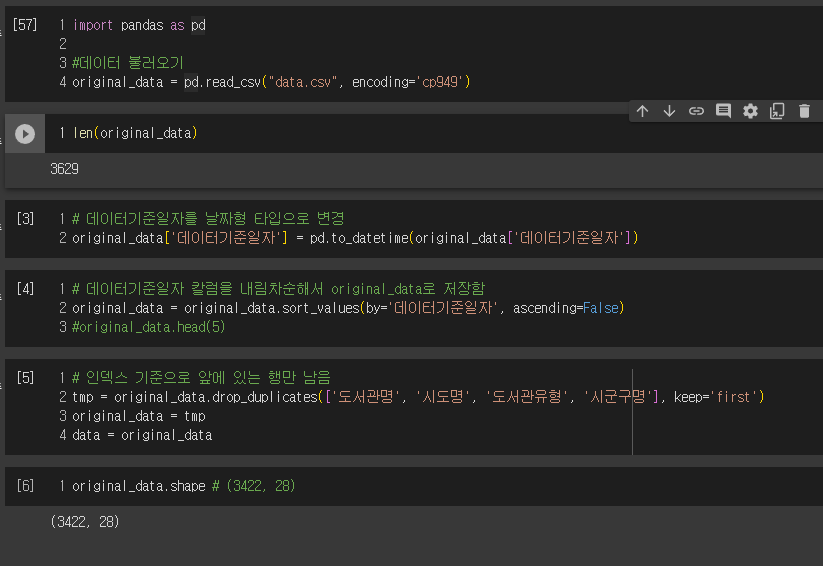 [57]
1 import pandas as pd
2
3 #데이터 불러오기
4 original_data = pd.read_csv("data.csv", encoding='cp949')
1 len(original_data)
3629
[3]
1 # 데이터기준일자를 날짜형 타입으로 변경
2 original_data['데이터기준일자'] = pd.to_datetime(original_data['데이터기준일자'])
[4]
1 # 데이터기준일자 칼럼을 내림차순해서 original_data로 저장함
2 original_data = original_data.sort_values(by='데이터기준일자', ascending=False)
3 #original_data.head(5)
[5]
1 # 인덱스 기준으로 앞에 있는 행만 남음
2 tmp = original_data.drop_duplicates(['도서관명', '시도명', '도서관유형', '시군구명'], keep='first')
3 original_data = tmp
4 data = original_data
[6]
1 original_data.shape # (3422, 28)
(3422, 28)